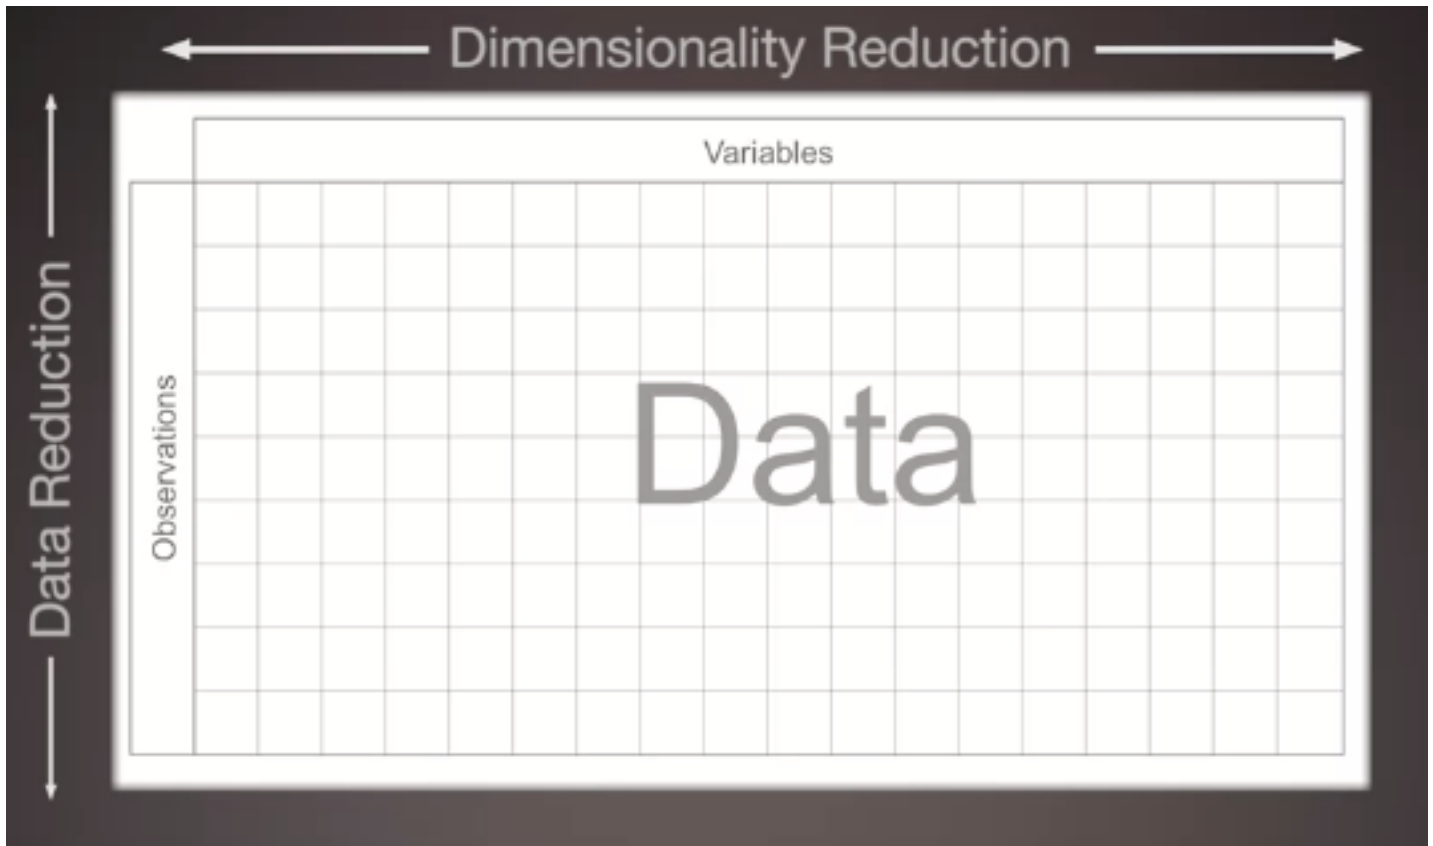 Dimensionality Reduction
Variables
Data Reduction
Observations
Data